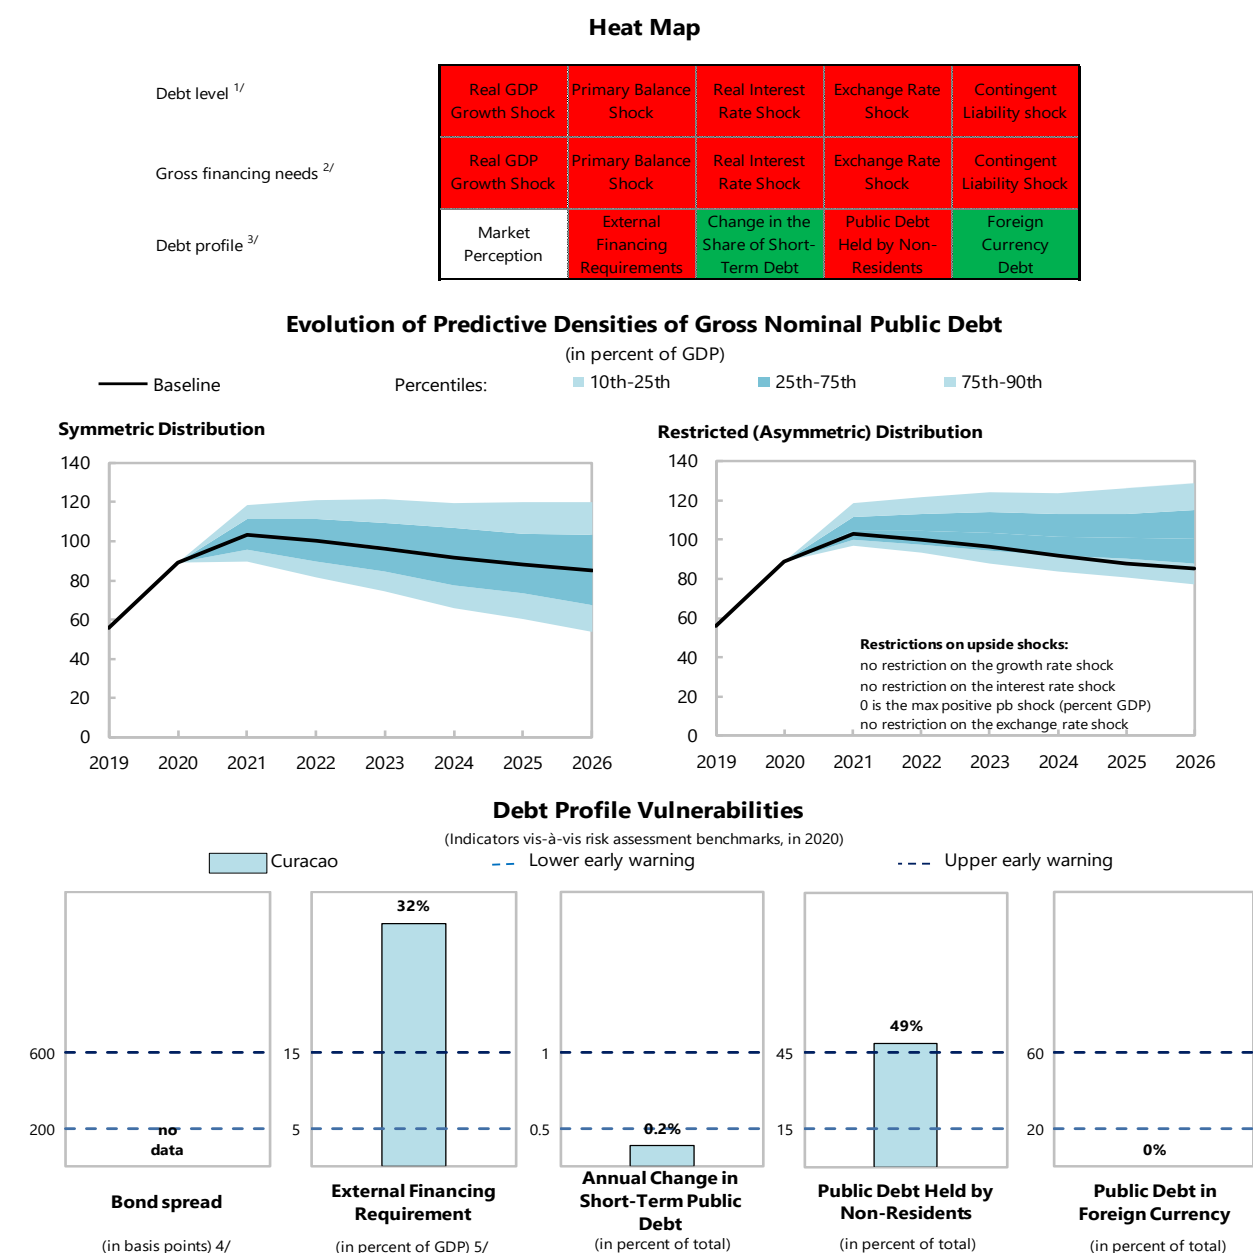 Heat Map
Debt level 1/
Real GDP Growth Shock
Primary Balance Shock
Real Interest Rate Shock
Exchange Rate Shock
Contingent Liability shock
Gross financing needs 2/
Real GDP Growth Shock
Primary Balance Shock
Real Interest Rate Shock
Exchange Rate Shock
Contingent Liability Shock
Debt profile 3/
Market Perception
External Financing Requirements
Change in the Share of Short-Term Debt
Public Debt Held by Non-Residents
Foreign Currency Debt
Evolution of Predictive Densities of Gross Nominal Public Debt
(in percent of GDP)
Baseline
Percentiles:
10th-25th
25th-75th
75th-90th
Symmetric Distribution
140
120
100
80
60
40
20
0
2019 2020 2021 2022 2023 2024 2025 2026
Restricted (Asymmetric) Distribution
140
120
100
80
60
40
20
0
Restrictions on upside shocks:
no restriction on the growth rate shock
no restriction on the interest rate shock
0 is the max positive pb shock (percent GDP)
no restriction on the exchange rate shock
2019 2020 2021 2022 2023 2024 2025 2026
Debt Profile Vulnerabilities
(Indicators vis-à-vis risk assessment benchmarks, in 2020)
Curacao
Lower early warning
Upper early warning
600
200
no
data
Bond spread
(in basis points) 4/
32%
15
5
External Financing
Requirement
(in percent of GDP) 5/
1
0.5
0.2%
Annual Change in
Short-Term Public
Debt
(in percent of total)
49%
45
15
Public Debt Held by
Non-Residents
(in percent of total)
60
20
0%
Public Debt in
Foreign Currency
(in percent of total)